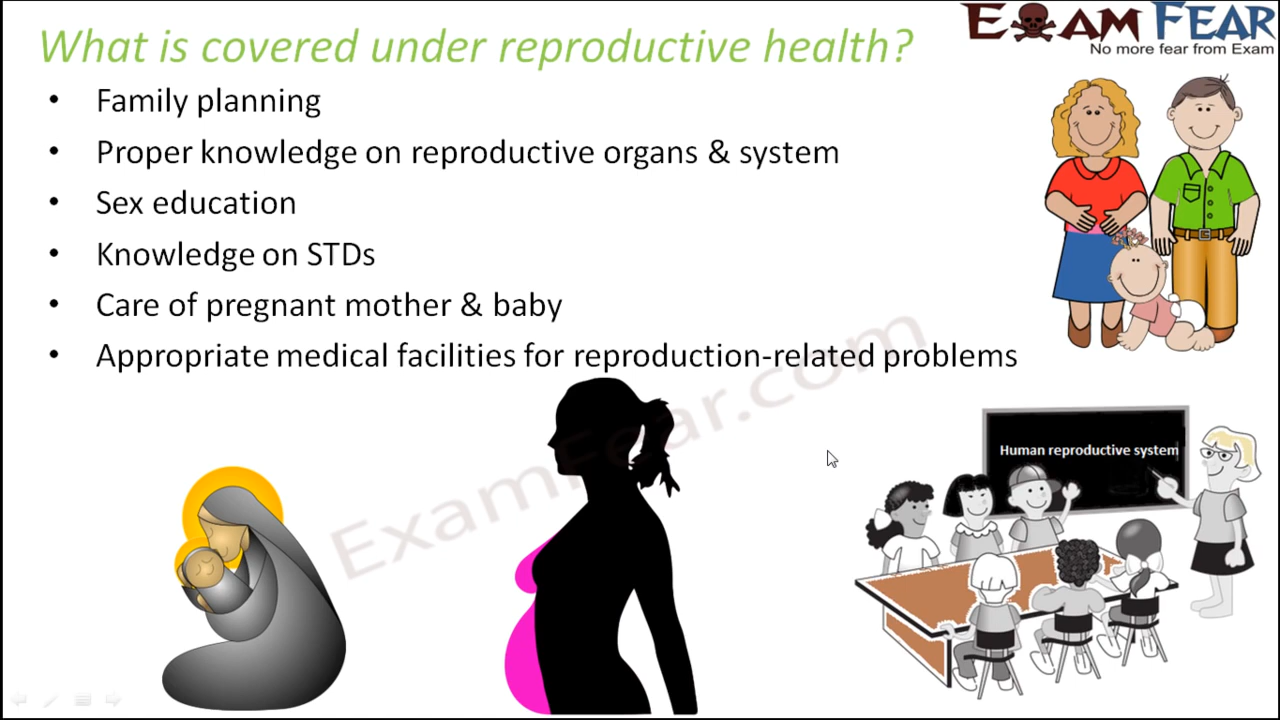 What is covered under reproductive health?
EXAM FEAR
No more fear from Exam
• Family planning
• Proper knowledge on reproductive organs & system
• Sex education
• Knowledge on STDs
• Care of pregnant mother & baby
• Appropriate medical facilities for reproduction-related problems
ExamFear.com
Human reproductive system